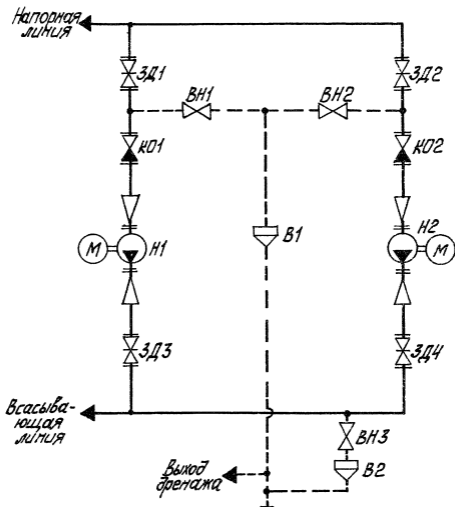 Напорная
линия
ЗД1
ЗД2
ВН1
ВН2
КО1
КО2
М
Н1
В1
Н2
М
ЗД3
ЗД4
Всасыва-
ющая
линия
ВН3
Выход
дренажа
В2